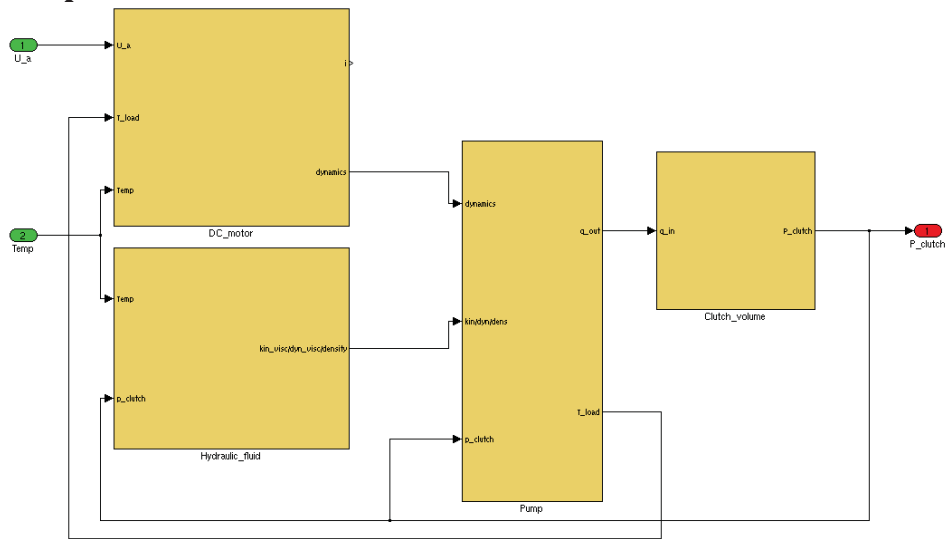 1
U_a
U_a
i
T_load
dynamics
Temp
DC_motor
2
Temp
Temp
kin_visc/dyn_visc/density
p_clutch
Hydraulic_fluid
dynamics
q_out
kin/dyn/dens
T_load
p_clutch
Pump
q_in
P_clutch
Clutch_volume
1
P_clutch